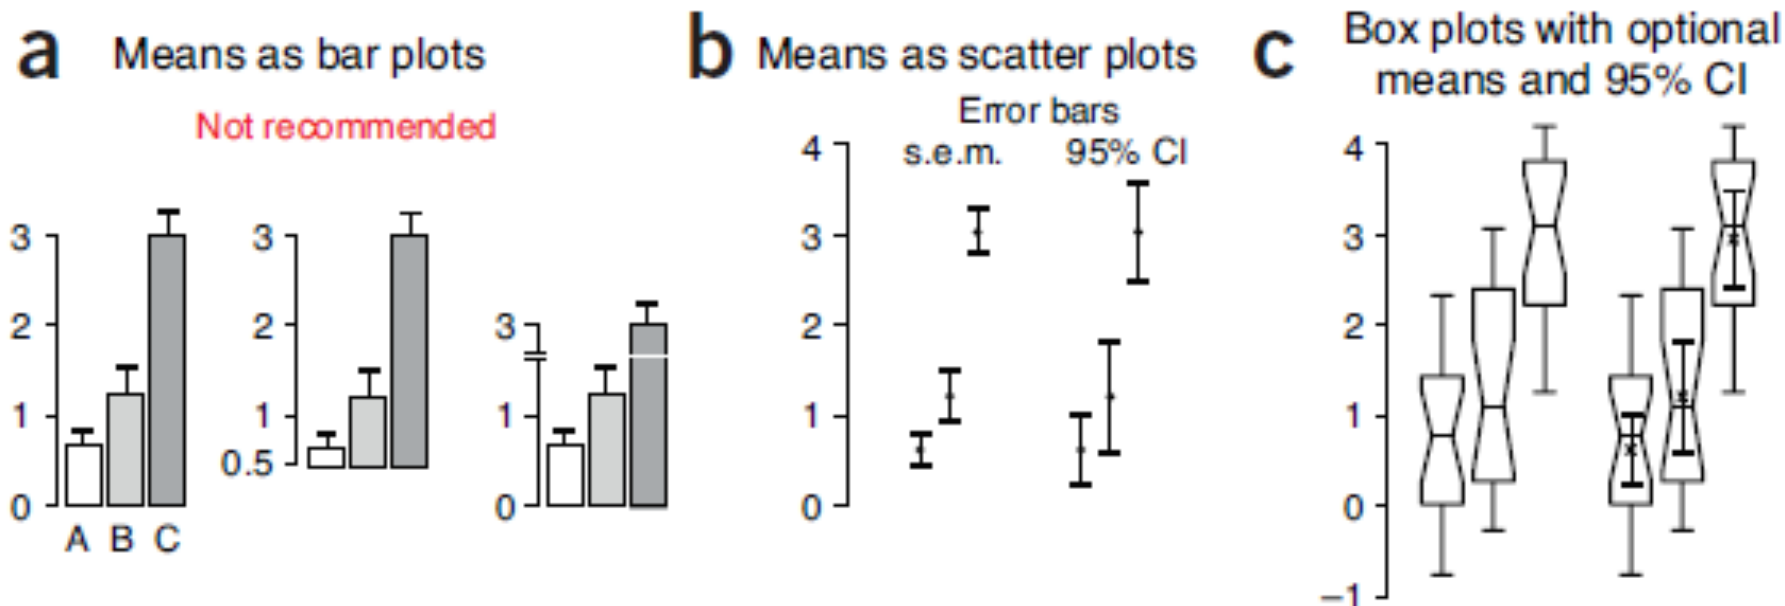 a Means as bar plots
Not recommended
3
2
1
0
A B C
3
2
1
0.5
3
1
0
b Means as scatter plots
Error bars
s.e.m. 95% CI
4
3
2
1
0
c Box plots with optional
means and 95% CI
4
3
2
1
0
–1